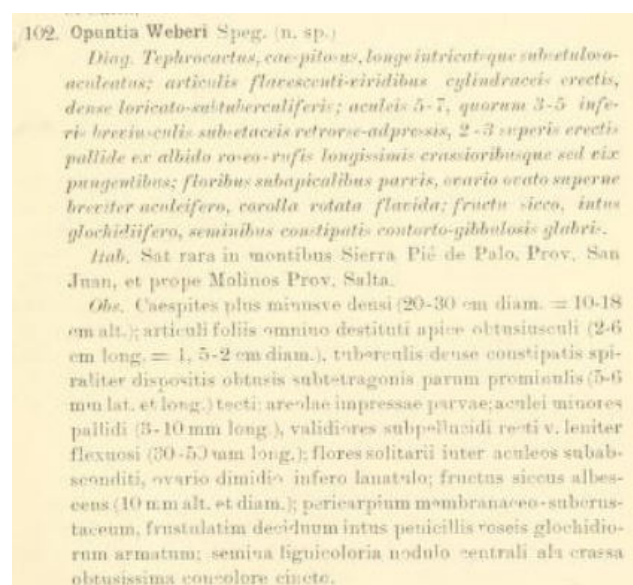 102. Opuntia Weberi Speg. (n. sp.)
Diag. Tephrocactus, caespitosus, longe intricatoque subsetuloso-
aculeatus; articulis flavescenti-viridibus cylindraceis erectis,
dense loricato-subtuberculiferis; aculeis 5-7, quorum 3-5 infe-
ris breviusculis subsetaceis retrorse-adpressis, 2-3 superis erectis
pallide ex albido roseo-rufis longissimis crassioribusque sed vix
pungentibus; floribus subapicalibus parvis, ovario ovato superne
breviter aculeifero, corolla rotata flavida; fructu sicco, intus
glochidiifero, seminibus constipatis contorto-gibbulosis glabris.
Hab. Sat rara in montibus Sierra Pié de Palo, Prov. San
Juan, et prope Molinos Prov. Salta.
Obs. Caespites plus minusve densi (20-30 cm diam. = 10-18
cm alt.); articuli foliis omnino destituti apice obtusiusculi (2-6
cm long. = 1, 5-2 cm diam.), tuberculis dense constipatis spi-
raliter dispositis obtusis subtetragonis parum prominulis (5-6
mm lat. et long.) tecti; areolae impressae parvae; aculei minores
pallidi (3-10 mm long.), validiores subpellucidi recti v. leniter
flexuosi (30-50 mm long.); flores solitarii inter aculeos subab-
sconditi, ovario dimidio infero lanatulo; fructus siccus albes-
cens (10 mm alt. et diam.); pericarpium membranaceo-subcrus-
taceum, frustulatim deciduum intus penicillis roseis glochidio-
rum armatum; semina lignicoloria nodulo centrali ala crassa
obtusissima concolore cincto.